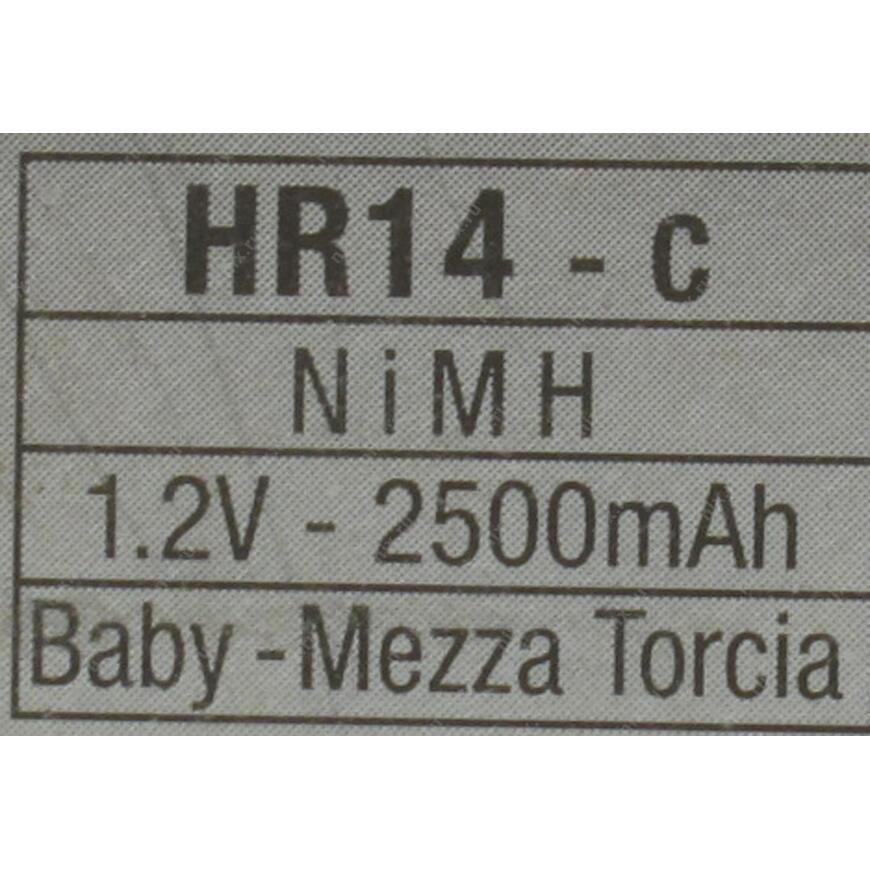 HR14 - C
NiMH
1.2V - 2500mAh
Baby - Mezza Torcia